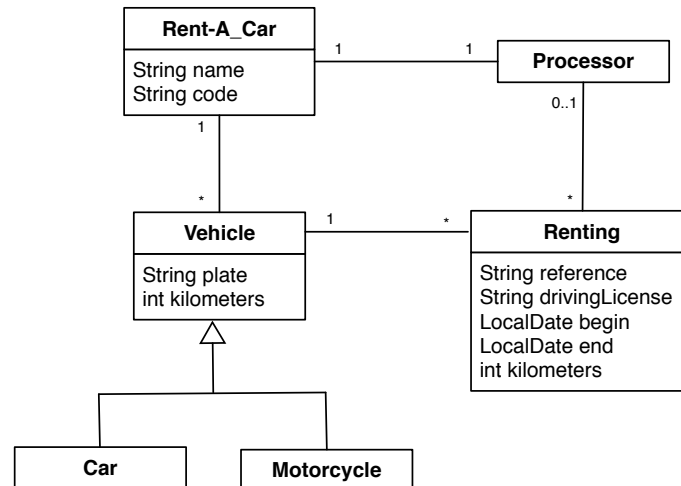 Rent-A_Car
String name
String code
1
1
Processor
0..1
1
*
*
Vehicle
String plate
int kilometers
1
*
Renting
String reference
String drivingLicense
LocalDate begin
LocalDate end
int kilometers
Car
Motorcycle